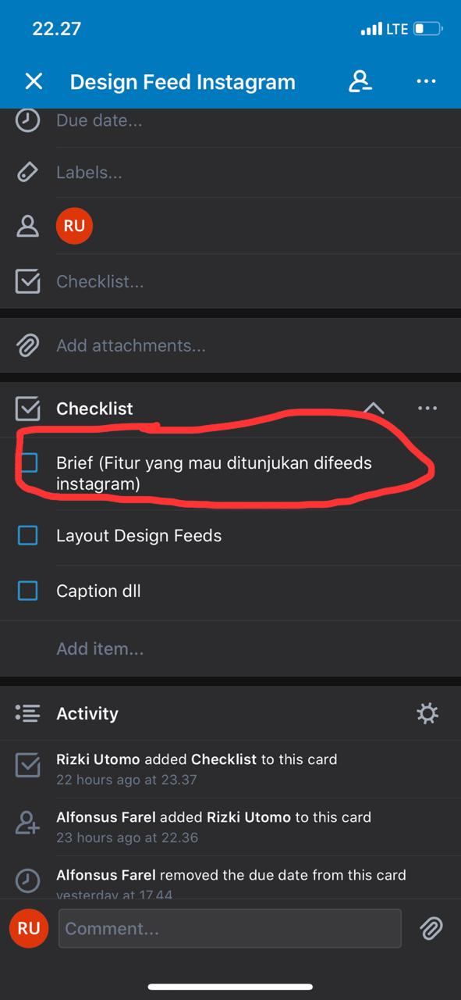 22.27
LTE
Design Feed Instagram
Due date...
Labels...
RU
Checklist...
Add attachments...
Checklist
Brief (Fitur yang mau ditunjukan difeeds
instagram)
Layout Design Feeds
Caption dll
Add item...
Activity
Rizki Utomo added Checklist to this card
22 hours ago at 23.37
Alfonsus Farel added Rizki Utomo to this card
23 hours ago at 22.36
Alfonsus Farel removed the due date from this card
yesterday at 17.44
RU
Comment...